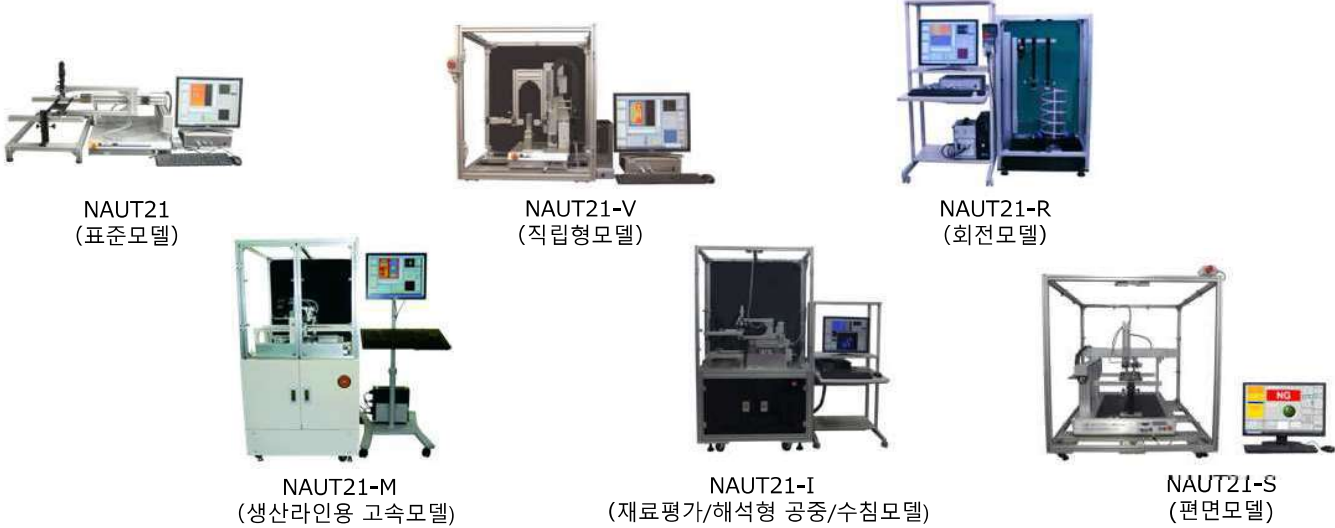 NAUT21
(표준모델)
NAUT21-V
(직립형모델)
NAUT21-R
(회전모델)
NAUT21-M
(생산라인용 고속모델)
NAUT21-I
(재료평가/해석형 공중/수침모델)
NAUT21-S
(편면모델)
NG